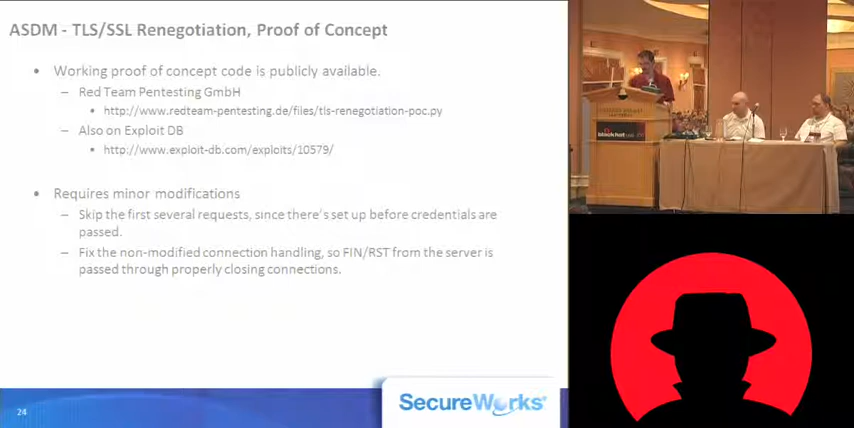 ASDM - TLS/SSL Renegotiation, Proof of Concept
• Working proof of concept code is publicly available.
– Red Team Pentesting GmbH
• http://www.redteam-pentesting.de/files/tls-renegotiation-poc.py
– Also on Exploit DB
• http://www.exploit-db.com/exploits/10579/
• Requires minor modifications
– Skip the first several requests, since there's set up before credentials are
passed.
– Fix the non-modified connection handling, so FIN/RST from the server is
passed through properly closing connections.
24
SecureWorks